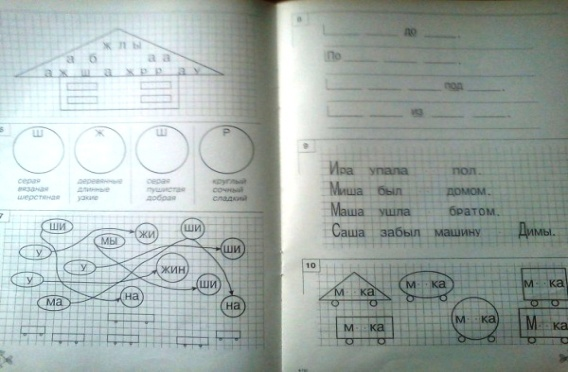 ж л ы
а б а а
а ж ш а ж р р а у
6
Ш Ж Ш Р
серая деревянные серая круглый
вязаная длинные пушистая сочный
шерстяная узкие добрая сладкий
7
ши жи ши
у мы ши
у жин
у ши
ма на на
8
до .
По .
под .
из .
9
Ира упала пол.
Миша был домом.
Маша ушла братом.
Саша забыл машину Димы.
10
м ка м ка м ка
м ка м ка М ка